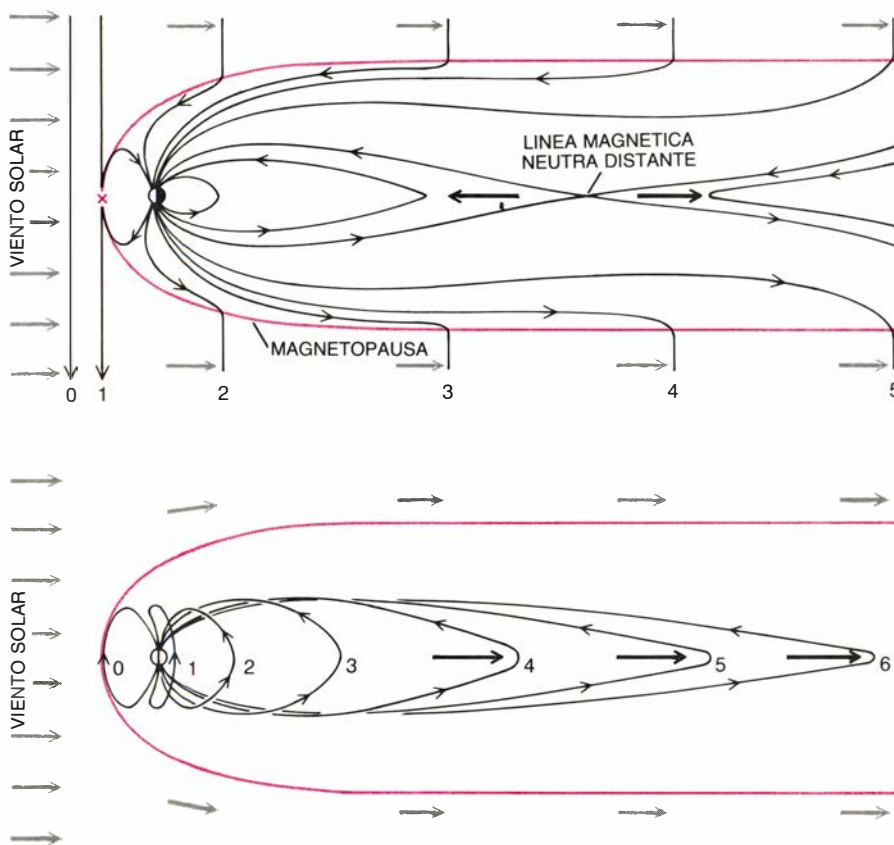 VIENTO SOLAR
LINEA MAGNETICA
NEUTRA DISTANTE
MAGNETOPAUSA
0 1 2 3 4 5
VIENTO SOLAR
0 1 2 3 4 5 6